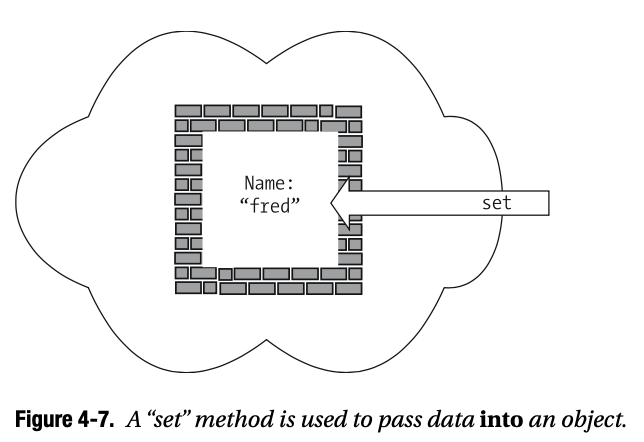 Name:
“fred”
set
Figure 4-7. A “set” method is used to pass data into an object.